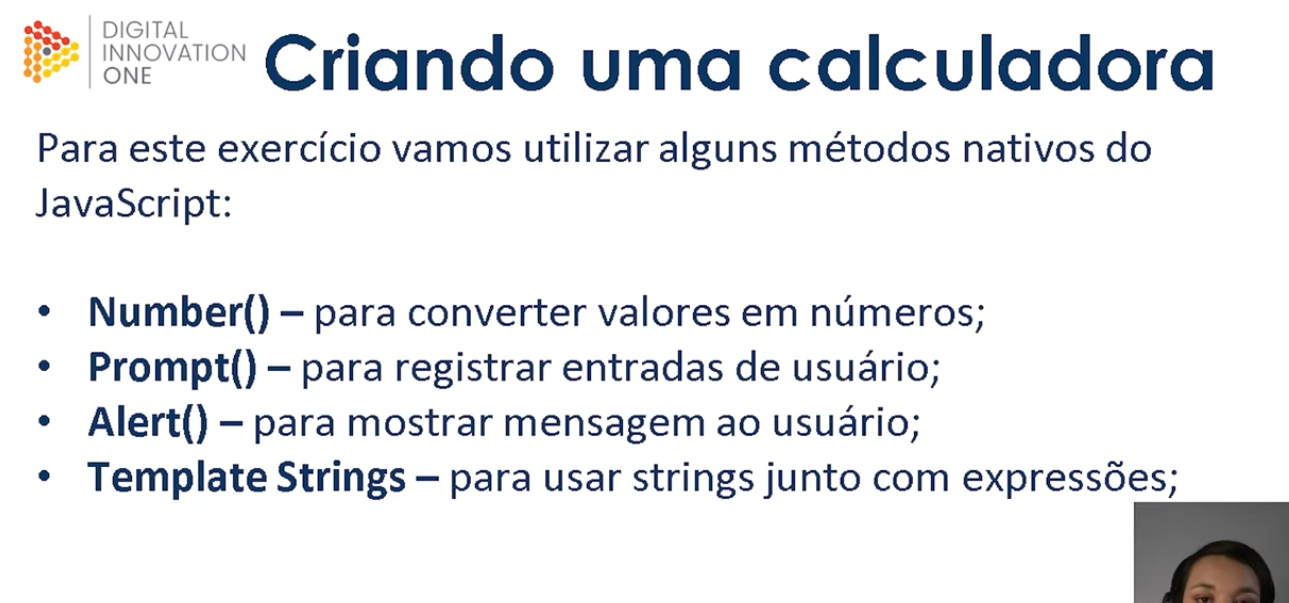 DIGITAL
INNOVATION
ONE
Criando uma calculadora
Para este exercício vamos utilizar alguns métodos nativos do
JavaScript:
• Number() – para converter valores em números;
• Prompt() – para registrar entradas de usuário;
• Alert() – para mostrar mensagem ao usuário;
• Template Strings – para usar strings junto com expressões;